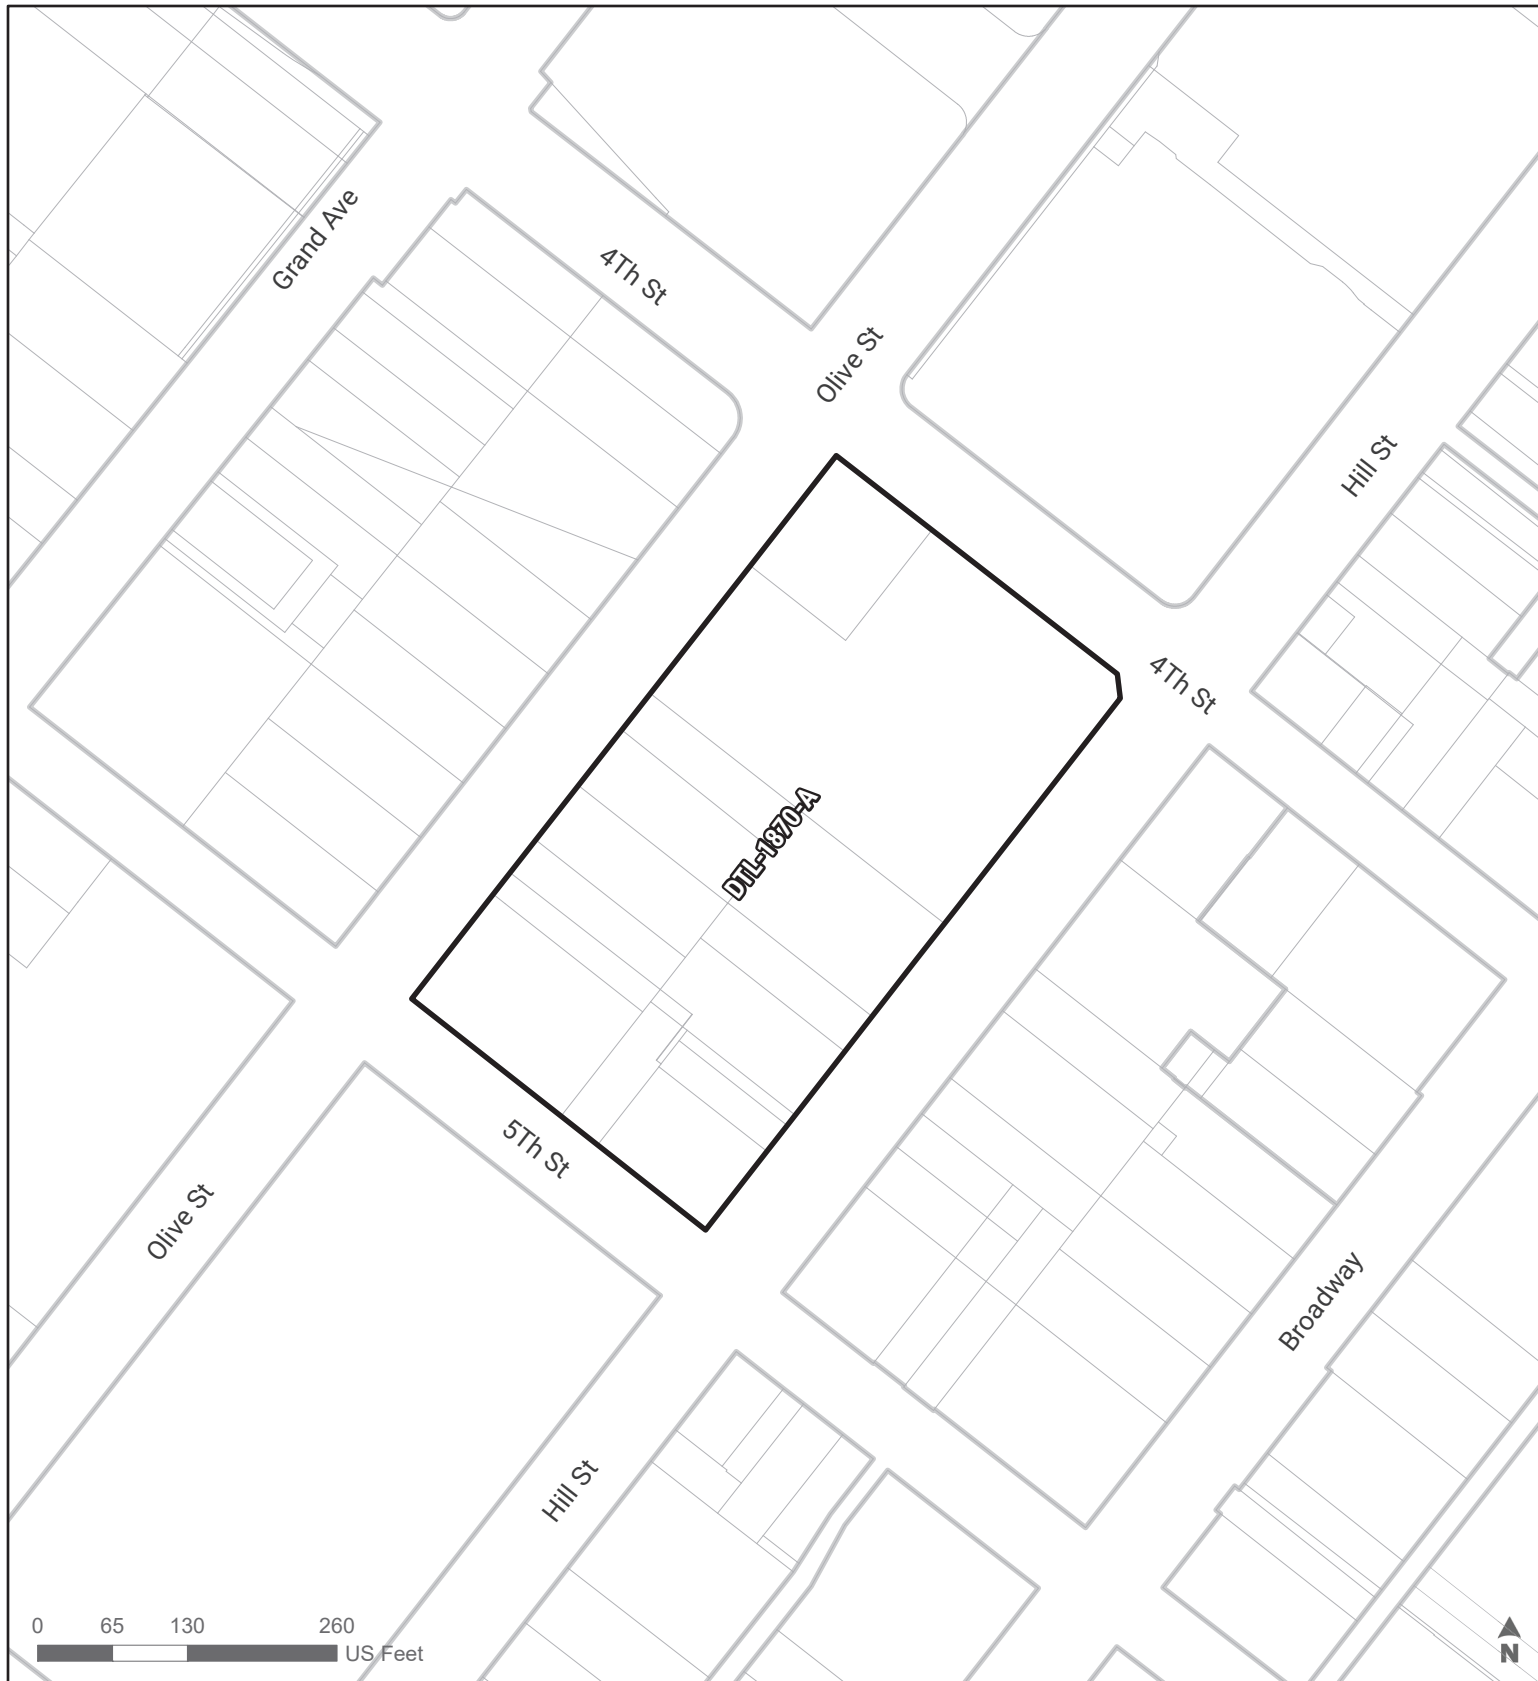 Grand Ave
4Th St
Olive St
Hill St
4Th St
DTL-1870-A
5Th St
Olive St
Broadway
Hill St
0 65 130 260
US Feet
N